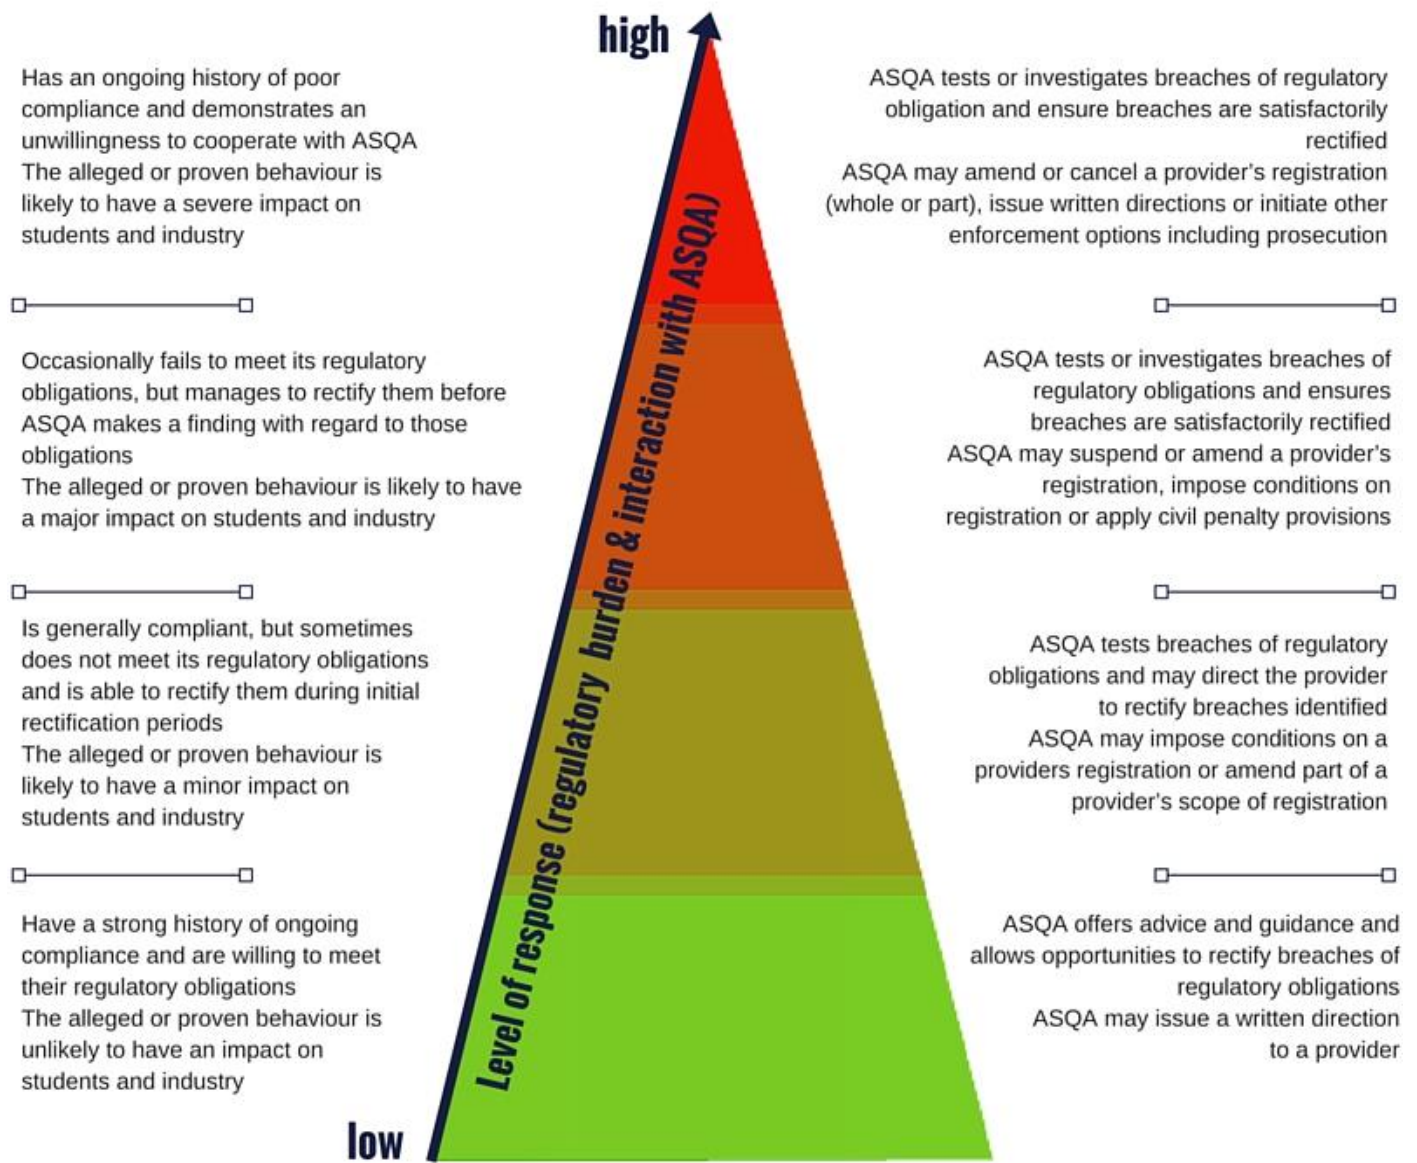 high
Has an ongoing history of poor
compliance and demonstrates an
unwillingness to cooperate with ASQA
The alleged or proven behaviour is
likely to have a severe impact on
students and industry
ASQA tests or investigates breaches of regulatory
obligation and ensure breaches are satisfactorily
rectified
ASQA may amend or cancel a provider's registration
(whole or part), issue written directions or initiate other
enforcement options including prosecution
Occasionally fails to meet its regulatory
obligations, but manages to rectify them before
ASQA makes a finding with regard to those
obligations
The alleged or proven behaviour is likely to have
a major impact on students and industry
ASQA tests or investigates breaches of
regulatory obligations and ensures
breaches are satisfactorily rectified
ASQA may suspend or amend a provider's
registration, impose conditions on
registration or apply civil penalty provisions
Is generally compliant, but sometimes
does not meet its regulatory obligations
and is able to rectify them during initial
rectification periods
The alleged or proven behaviour is
likely to have a minor impact on
students and industry
ASQA tests breaches of regulatory
obligations and may direct the provider
to rectify breaches identified
ASQA may impose conditions on a
providers registration or amend part of a
provider's scope of registration
Have a strong history of ongoing
compliance and are willing to meet
their regulatory obligations
The alleged or proven behaviour is
unlikely to have an impact on
students and industry
ASQA offers advice and guidance and
allows opportunities to rectify breaches of
regulatory obligations
ASQA may issue a written direction
to a provider
Level of response (regulatory burden & interaction with ASQA)
low